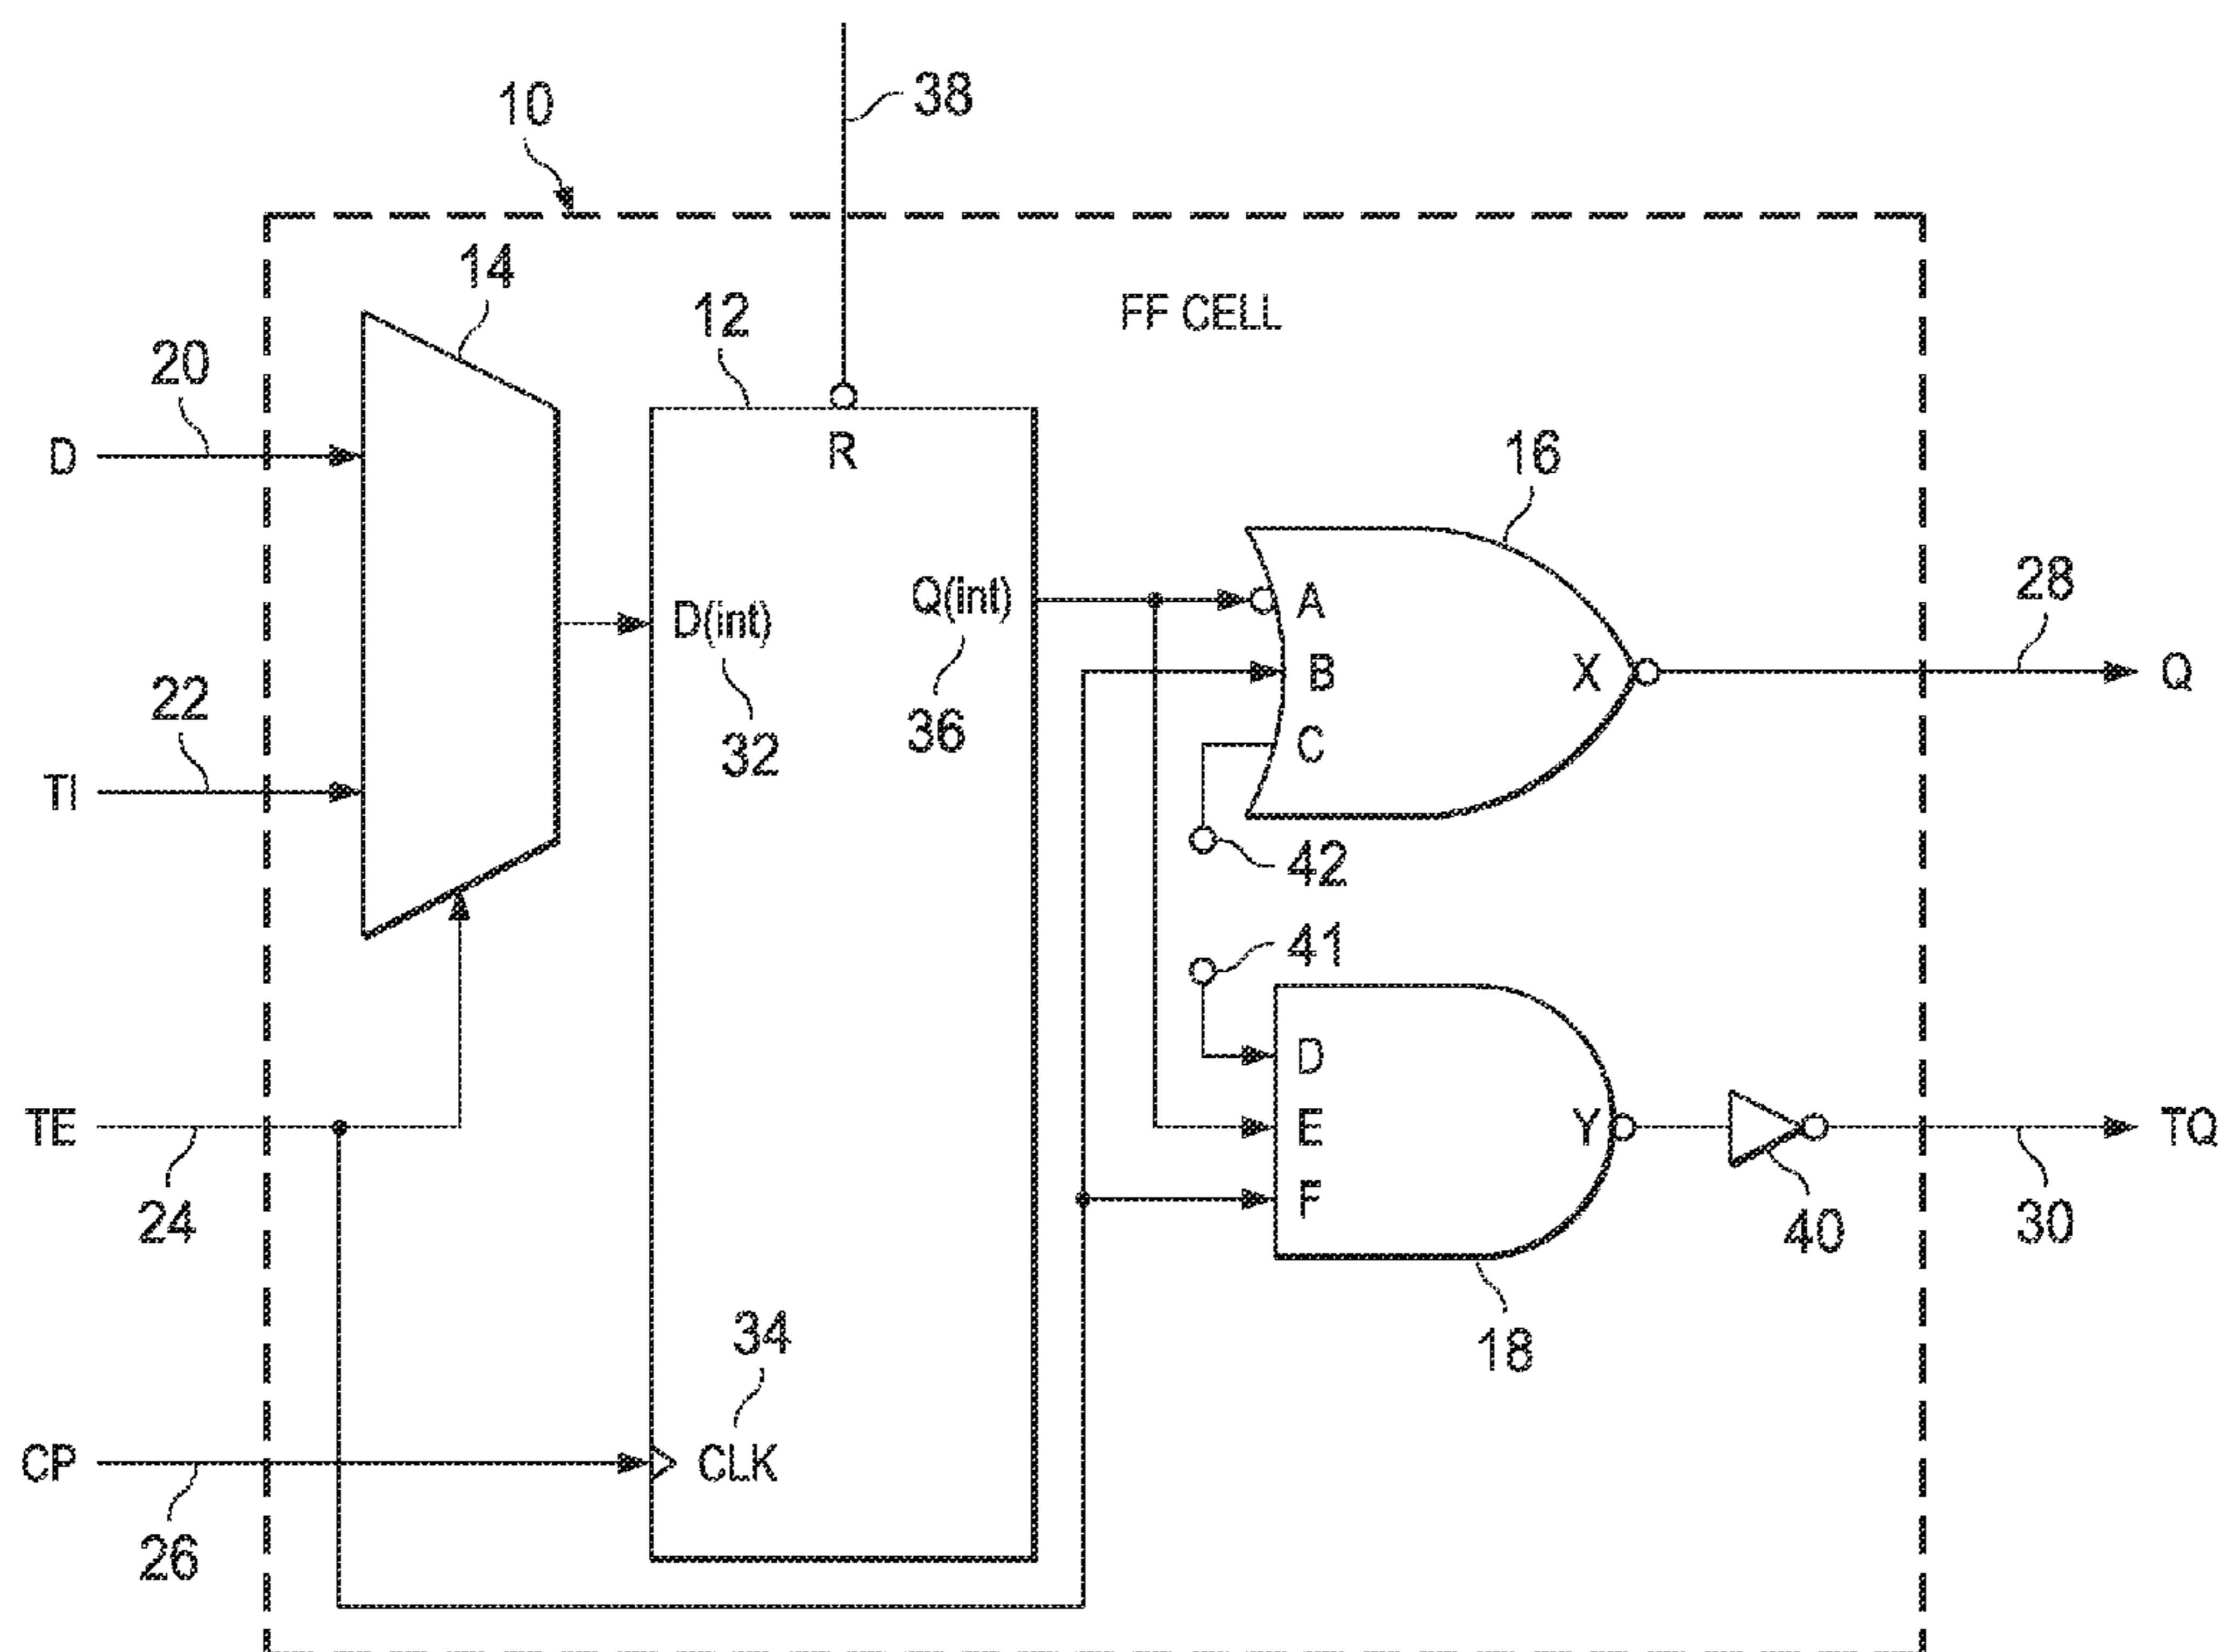 38
10
14
12
FF CELL
20
D
R
16
Q(int)
A
28
D(int)
B
X
Q
22
36
32
C
TI
42
41
D
TE
E
Y
TQ
24
F
40
30
34
18
CP
CLK
26